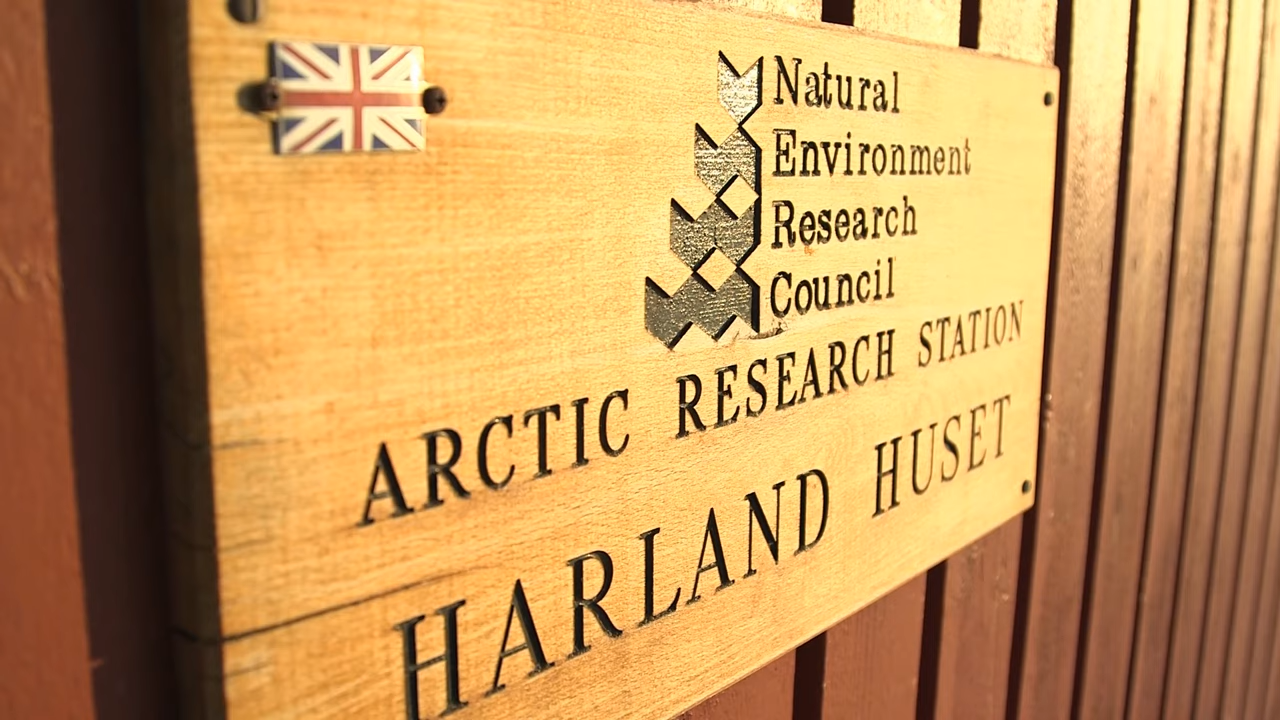 Natural
Environment
Research
Council
ARCTIC RESEARCH STATION
HARLAND HUSET